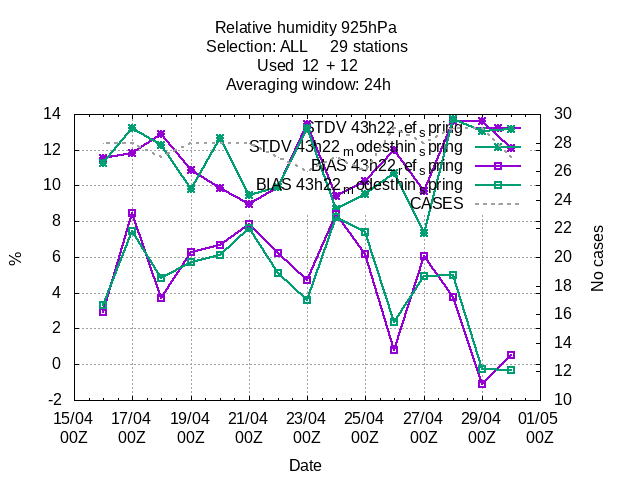 Relative humidity 925hPa
Selection: ALL 29 stations
Used 12 + 12
Averaging window: 24h
14
12
10
8
6
4
2
0
-2
%
30
28
26
24
22
20
18
16
14
12
10
No cases
STDV 43h22_ref_spring
STDV 43h22_modesthin_spring
BIAS 43h22_ref_spring
BIAS 43h22_modesthin_spring
CASES
15/04 17/04 19/04 21/04 23/04 25/04 27/04 29/04 01/05
00Z 00Z 00Z 00Z 00Z 00Z 00Z 00Z 00Z
Date